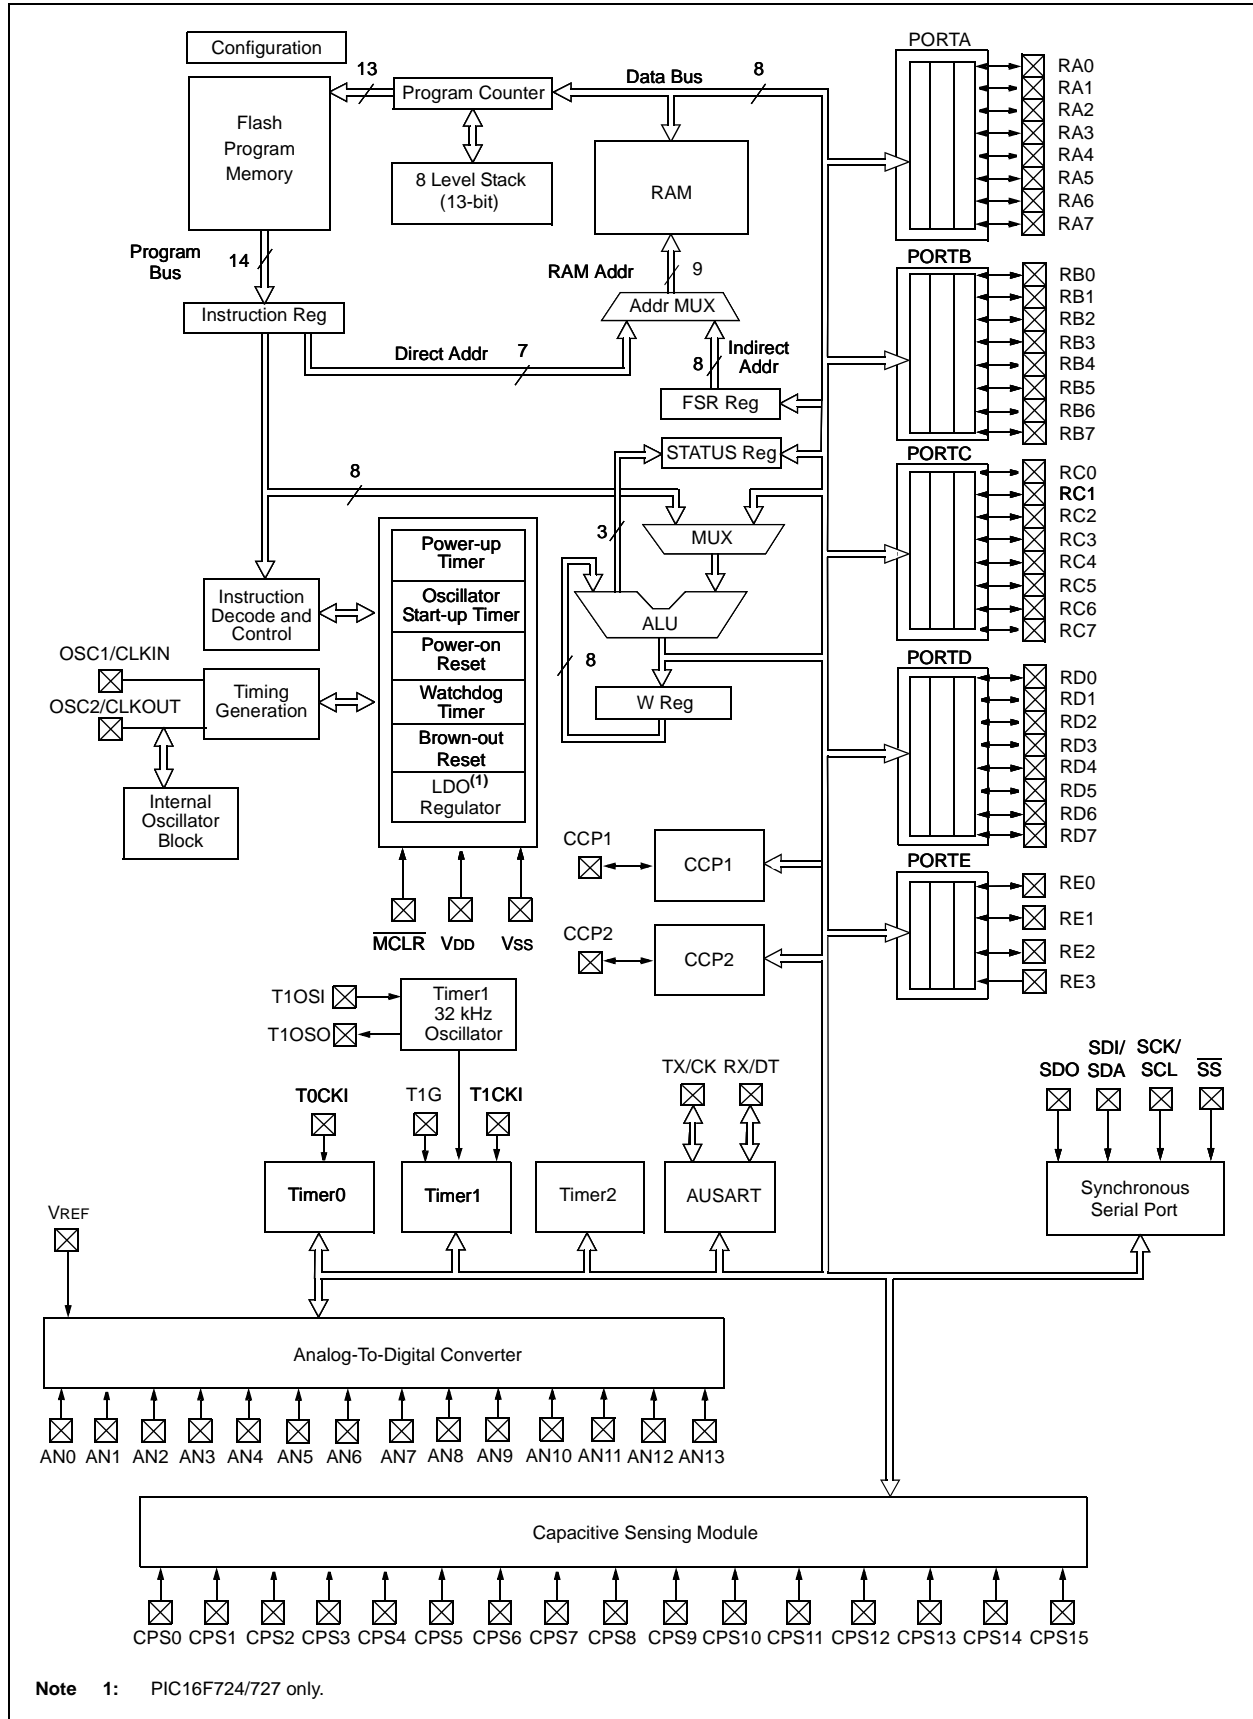 Configuration
13
Program Counter
Data Bus
8
PORTA
Flash
Program
Memory
8 Level Stack
(13-bit)
RAM
RA0
RA1
RA2
RA3
RA4
RA5
RA6
RA7
Program
Bus
14
RAM Addr
9
Instruction Reg
Addr MUX
Direct Addr
7
8
Indirect
Addr
FSR Reg
PORTB
RB0
RB1
RB2
RB3
RB4
RB5
RB6
RB7
STATUS Reg
8
3
MUX
PORTC
RC0
RC1
RC2
RC3
RC4
RC5
RC6
RC7
Power-up
Timer
Oscillator
Start-up Timer
Power-on
Reset
Watchdog
Timer
Brown-out
Reset
LDO(1)
Regulator
Instruction
Decode and
Control
OSC1/CLKIN
OSC2/CLKOUT
Timing
Generation
Internal
Oscillator
Block
ALU
8
W Reg
PORTD
RD0
RD1
RD2
RD3
RD4
RD5
RD6
RD7
MCLR
VDD
VSS
CCP1
CCP1
CCP2
CCP2
PORTE
RE0
RE1
RE2
RE3
T1OSI
T1OSO
Timer1
32 kHz
Oscillator
T0CKI
T1G
T1CKI
TX/CK
RX/DT
SDO
SDI/
SDA
SCK/
SCL
SS
Timer0
Timer1
Timer2
AUSART
Synchronous
Serial Port
VREF
Analog-To-Digital Converter
AN0 AN1 AN2 AN3 AN4 AN5 AN6 AN7 AN8 AN9 AN10 AN11 AN12 AN13
Capacitive Sensing Module
CPS0 CPS1 CPS2 CPS3 CPS4 CPS5 CPS6 CPS7 CPS8 CPS9 CPS10 CPS11 CPS12 CPS13 CPS14 CPS15
Note 1: PIC16F724/727 only.